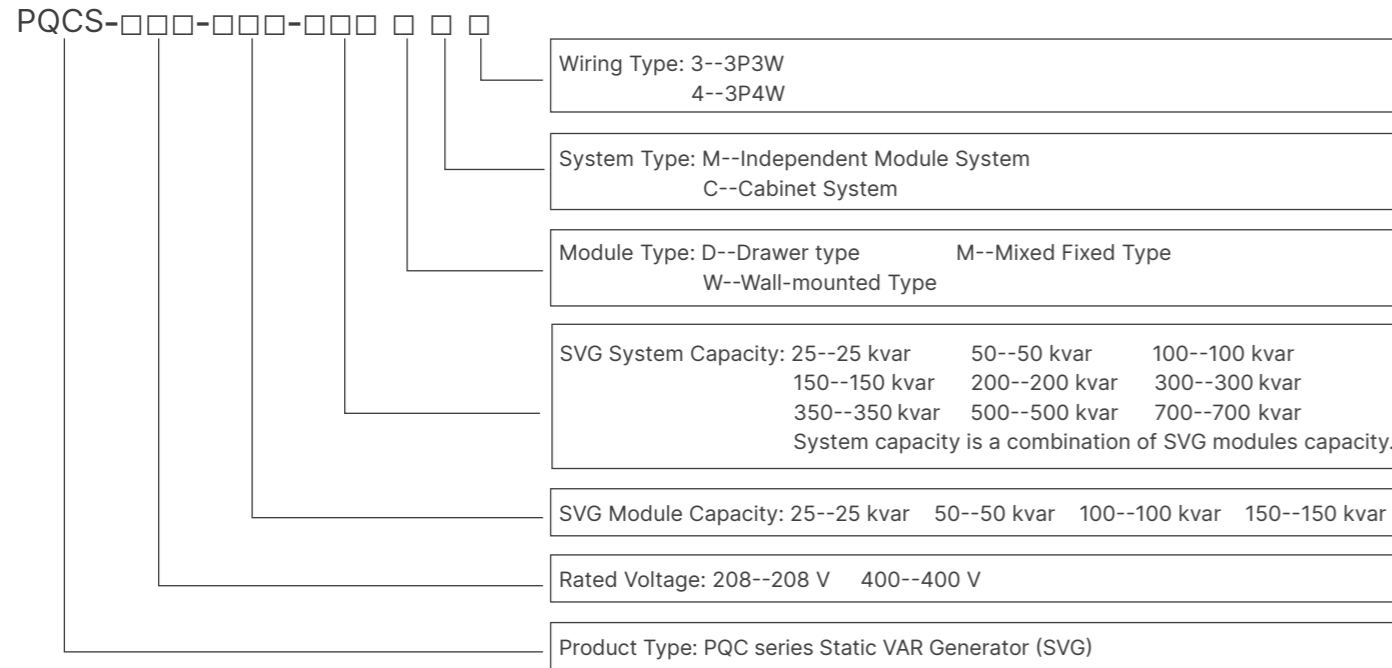 PQCS-□□□-□□□-□□□ □ □ □
Wiring Type: 3--3P3W
4--3P4W
System Type: M--Independent Module System
C--Cabinet System
Module Type: D--Drawer type M--Mixed Fixed Type
W--Wall-mounted Type
SVG System Capacity: 25--25 kvar 50--50 kvar 100--100 kvar
150--150 kvar 200--200 kvar 300--300 kvar
350--350 kvar 500--500 kvar 700--700 kvar
System capacity is a combination of SVG modules capacity.
SVG Module Capacity: 25--25 kvar 50--50 kvar 100--100 kvar 150--150 kvar
Rated Voltage: 208--208 V 400--400 V
Product Type: PQC series Static VAR Generator (SVG)